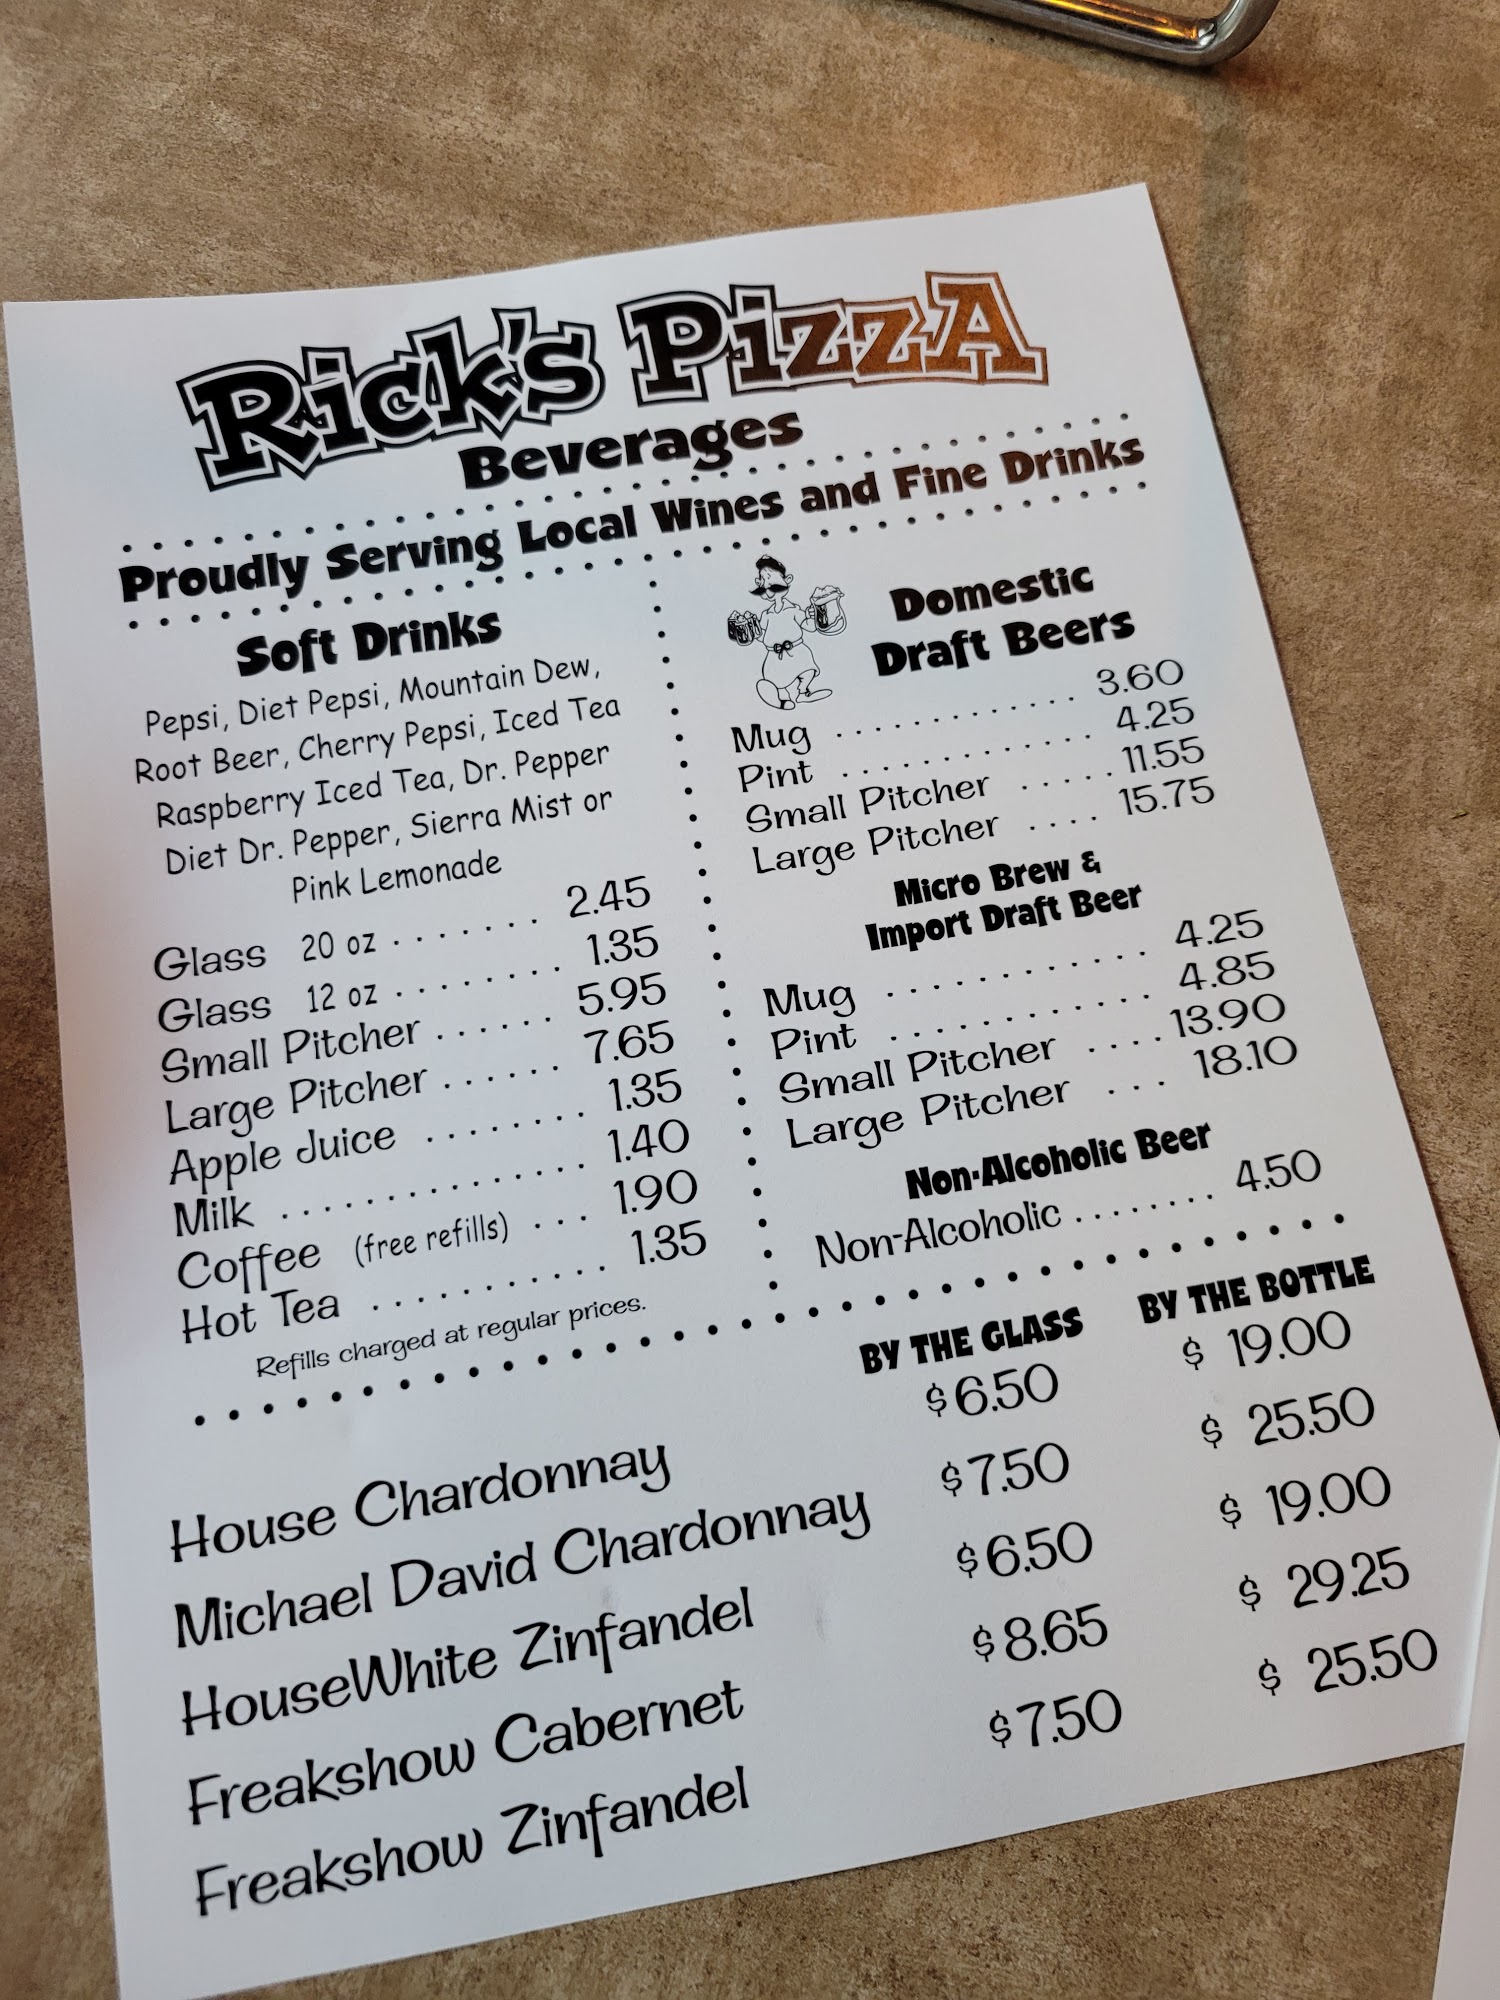 Rick's Pizza
Beverages
Proudly Serving Local Wines and Fine Drinks
Soft Drinks
Pepsi, Diet Pepsi, Mountain Dew,
Root Beer, Cherry Pepsi, Iced Tea
Raspberry Iced Tea, Dr. Pepper
Diet Dr. Pepper, Sierra Mist or
Pink Lemonade
Glass 20 oz . . . . . . . 2.45
Glass 12 oz . . . . . . . . 1.35
Small Pitcher . . . . . . 5.95
Large Pitcher . . . . . . 7.65
Apple Juice . . . . . . . . 1.35
Milk . . . . . . . . . . . . . . 1.40
Coffee (free refills) . . . 1.90
Hot Tea . . . . . . . . . . 1.35
Refills charged at regular prices.
Domestic
Draft Beers
Mug . . . . . . . . . . . 3.60
Pint . . . . . . . . . . . . 4.25
Small Pitcher . . . . . 11.55
Large Pitcher . . . . 15.75
Micro Brew &
Import Draft Beer
Mug . . . . . . . . . . . . 4.25
Pint . . . . . . . . . . . . 4.85
Small Pitcher . . . . 13.90
Large Pitcher . . . 18.10
Non-Alcoholic Beer
Non-Alcoholic . . . . . . . . 4.50
BY THE GLASS BY THE BOTTLE
House Chardonnay $6.50 $ 19.00
Michael David Chardonnay $7.50 $ 25.50
HouseWhite Zinfandel $6.50 $ 19.00
Freakshow Cabernet $8.65 $ 29.25
Freakshow Zinfandel $7.50 $ 25.50